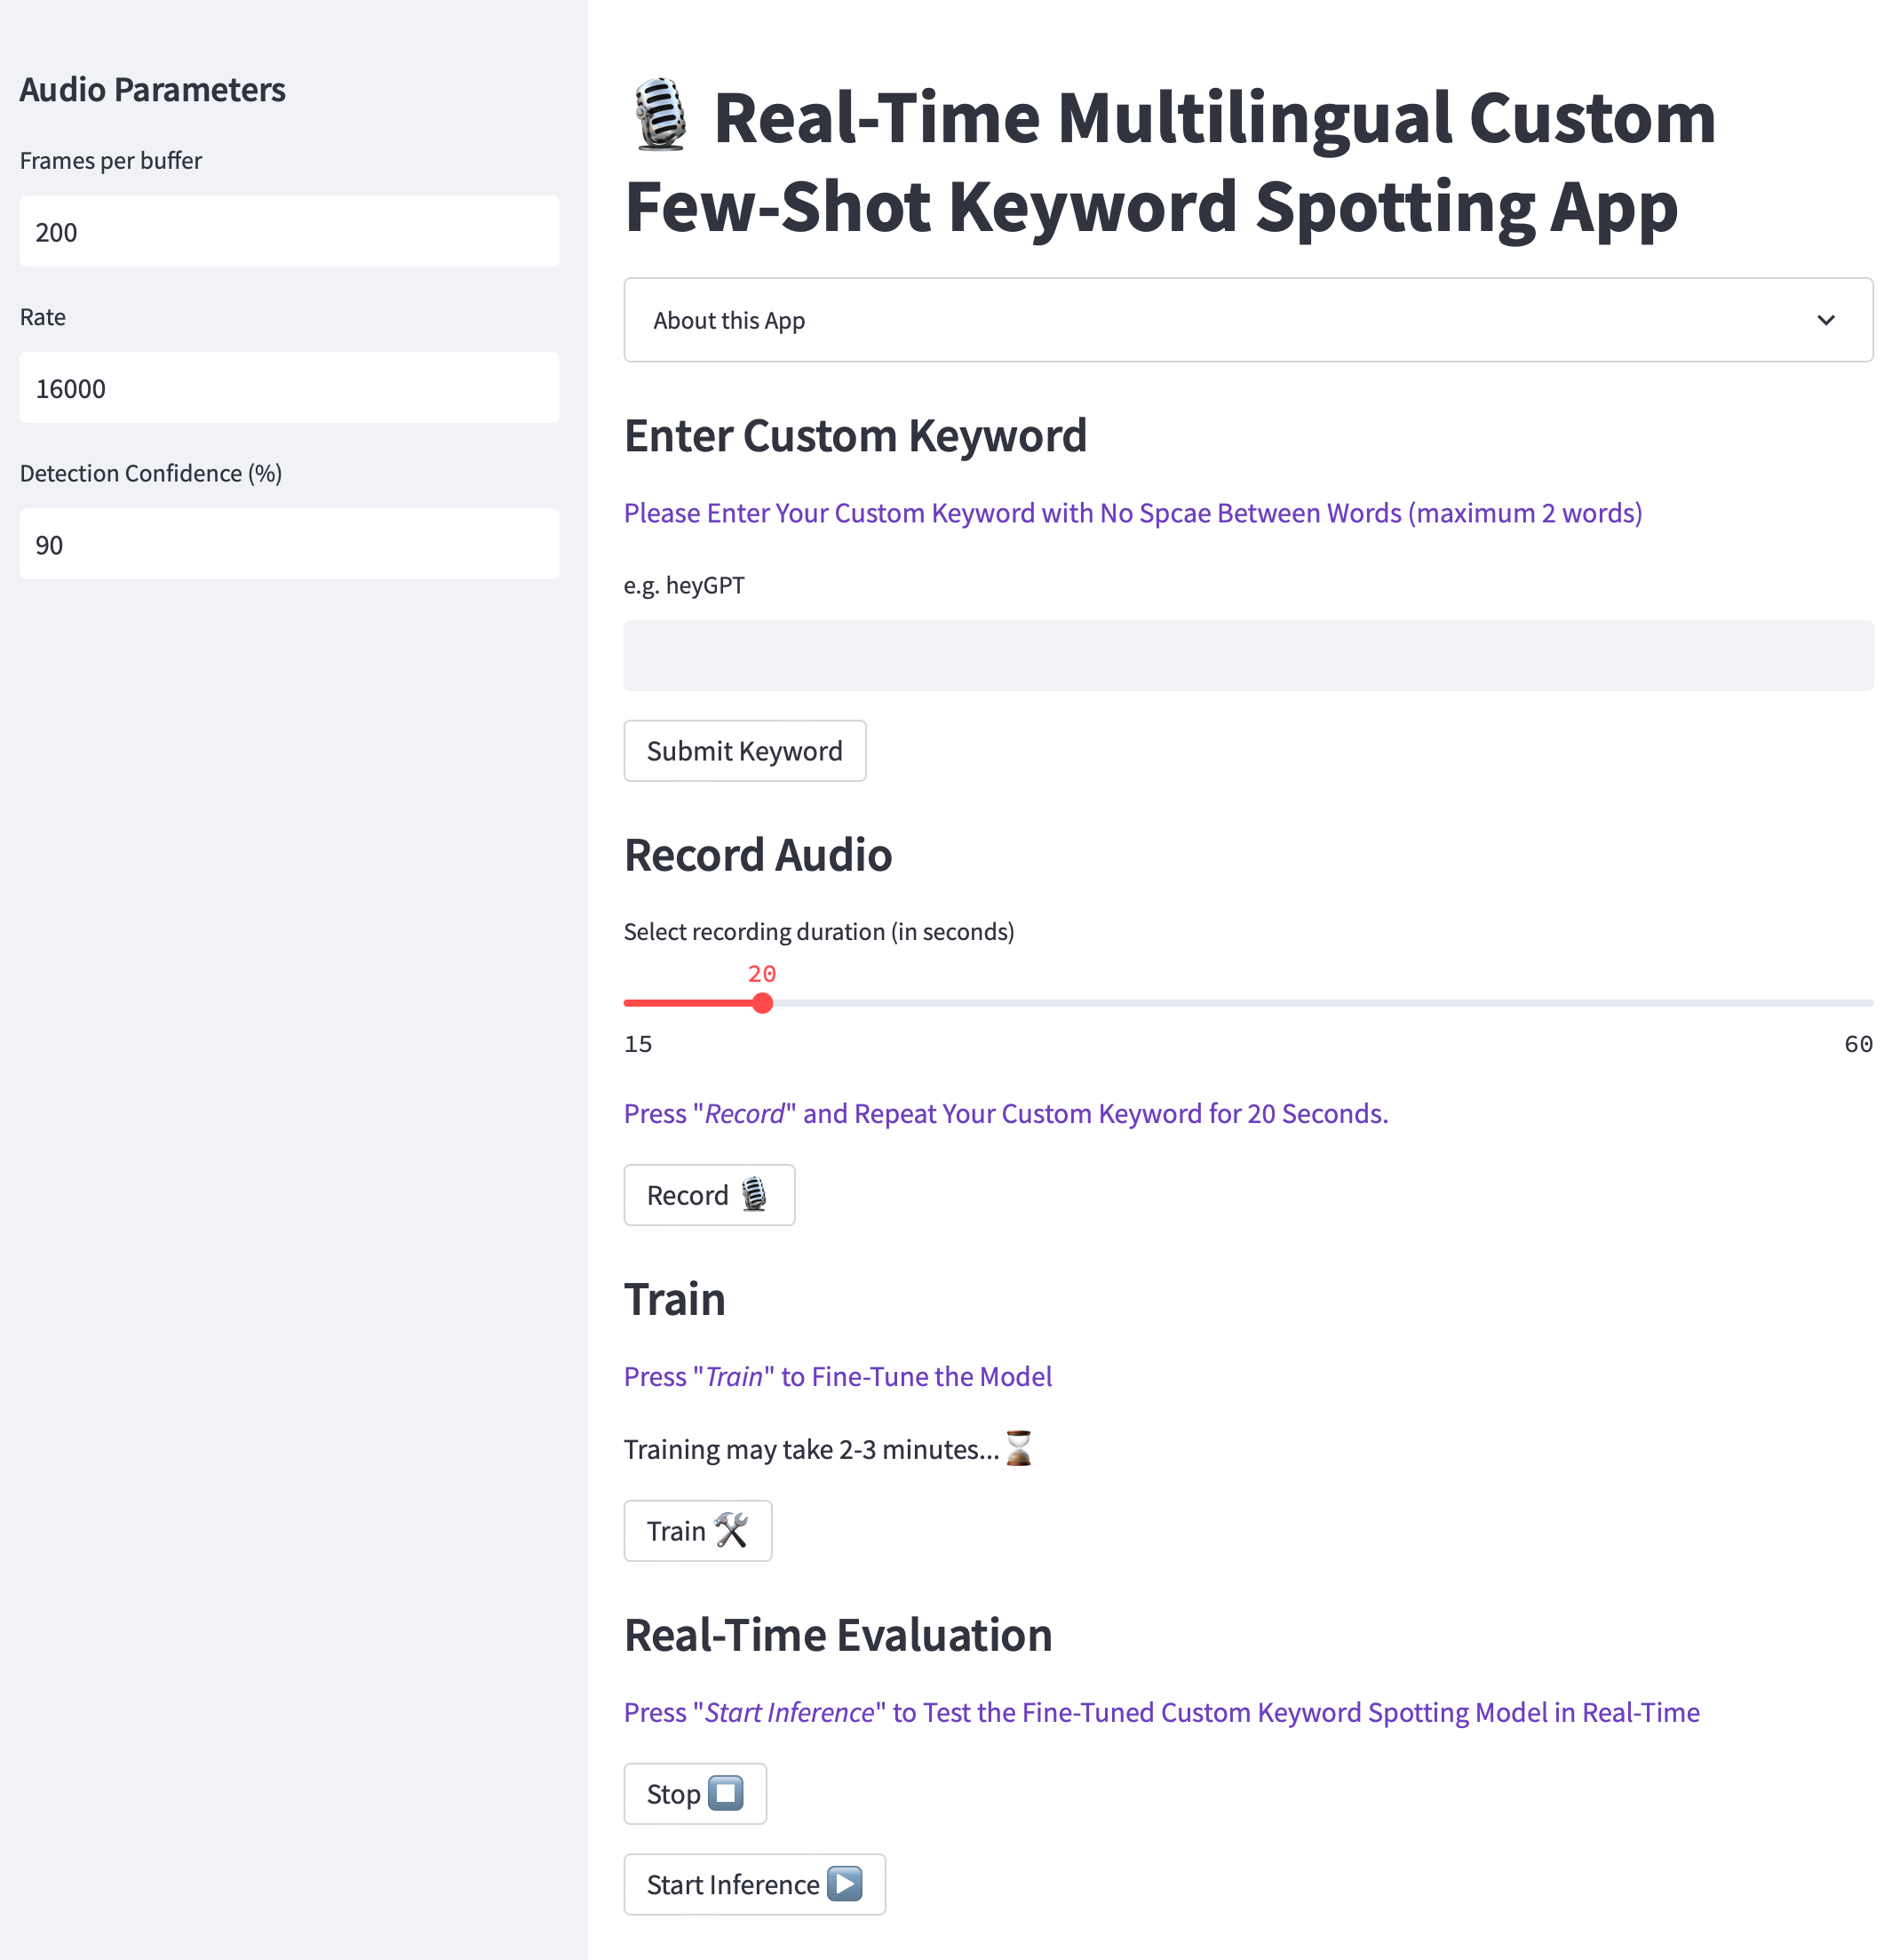 Audio Parameters
Frames per buffer
200
Rate
16000
Detection Confidence (%)
90
🎙️ Real-Time Multilingual Custom
Few-Shot Keyword Spotting App
About this App
Enter Custom Keyword
Please Enter Your Custom Keyword with No Spcae Between Words (maximum 2 words)
e.g. heyGPT
Submit Keyword
Record Audio
Select recording duration (in seconds)
20
15 60
Press "Record" and Repeat Your Custom Keyword for 20 Seconds.
Record 🎙️
Train
Press "Train" to Fine-Tune the Model
Training may take 2-3 minutes...⏳
Train 🛠️
Real-Time Evaluation
Press "Start Inference" to Test the Fine-Tuned Custom Keyword Spotting Model in Real-Time
Stop ⏹️
Start Inference ▶️